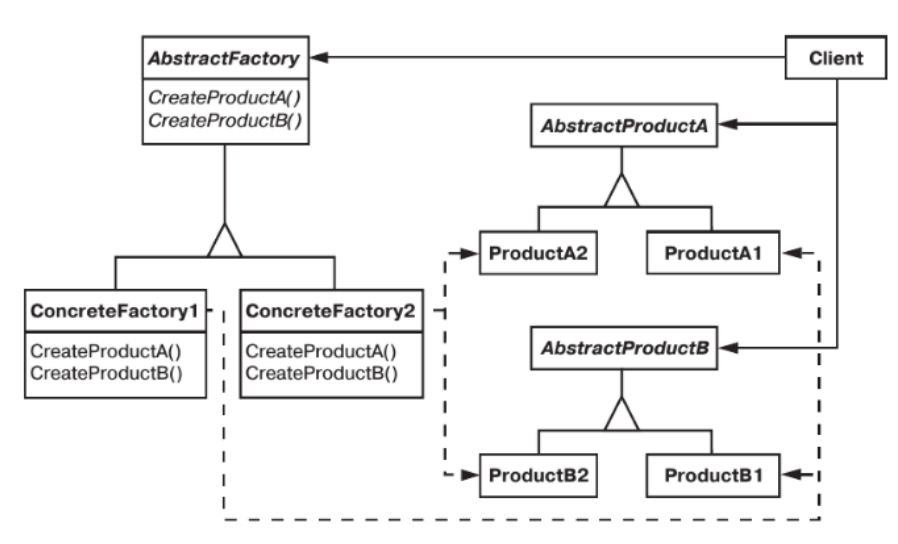 AbstractFactory
CreateProductA()
CreateProductB()
Client
AbstractProductA
ProductA2
ProductA1
ConcreteFactory1
CreateProductA()
CreateProductB()
ConcreteFactory2
CreateProductA()
CreateProductB()
AbstractProductB
ProductB2
ProductB1